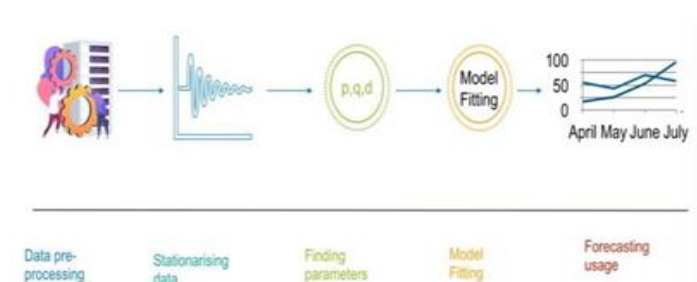 p,q,d
Model
Fitting
100
50
0
April May June July
Data pre-
processing
Stationarising
data
Finding
parameters
Model
Fitting
Forecasting
usage